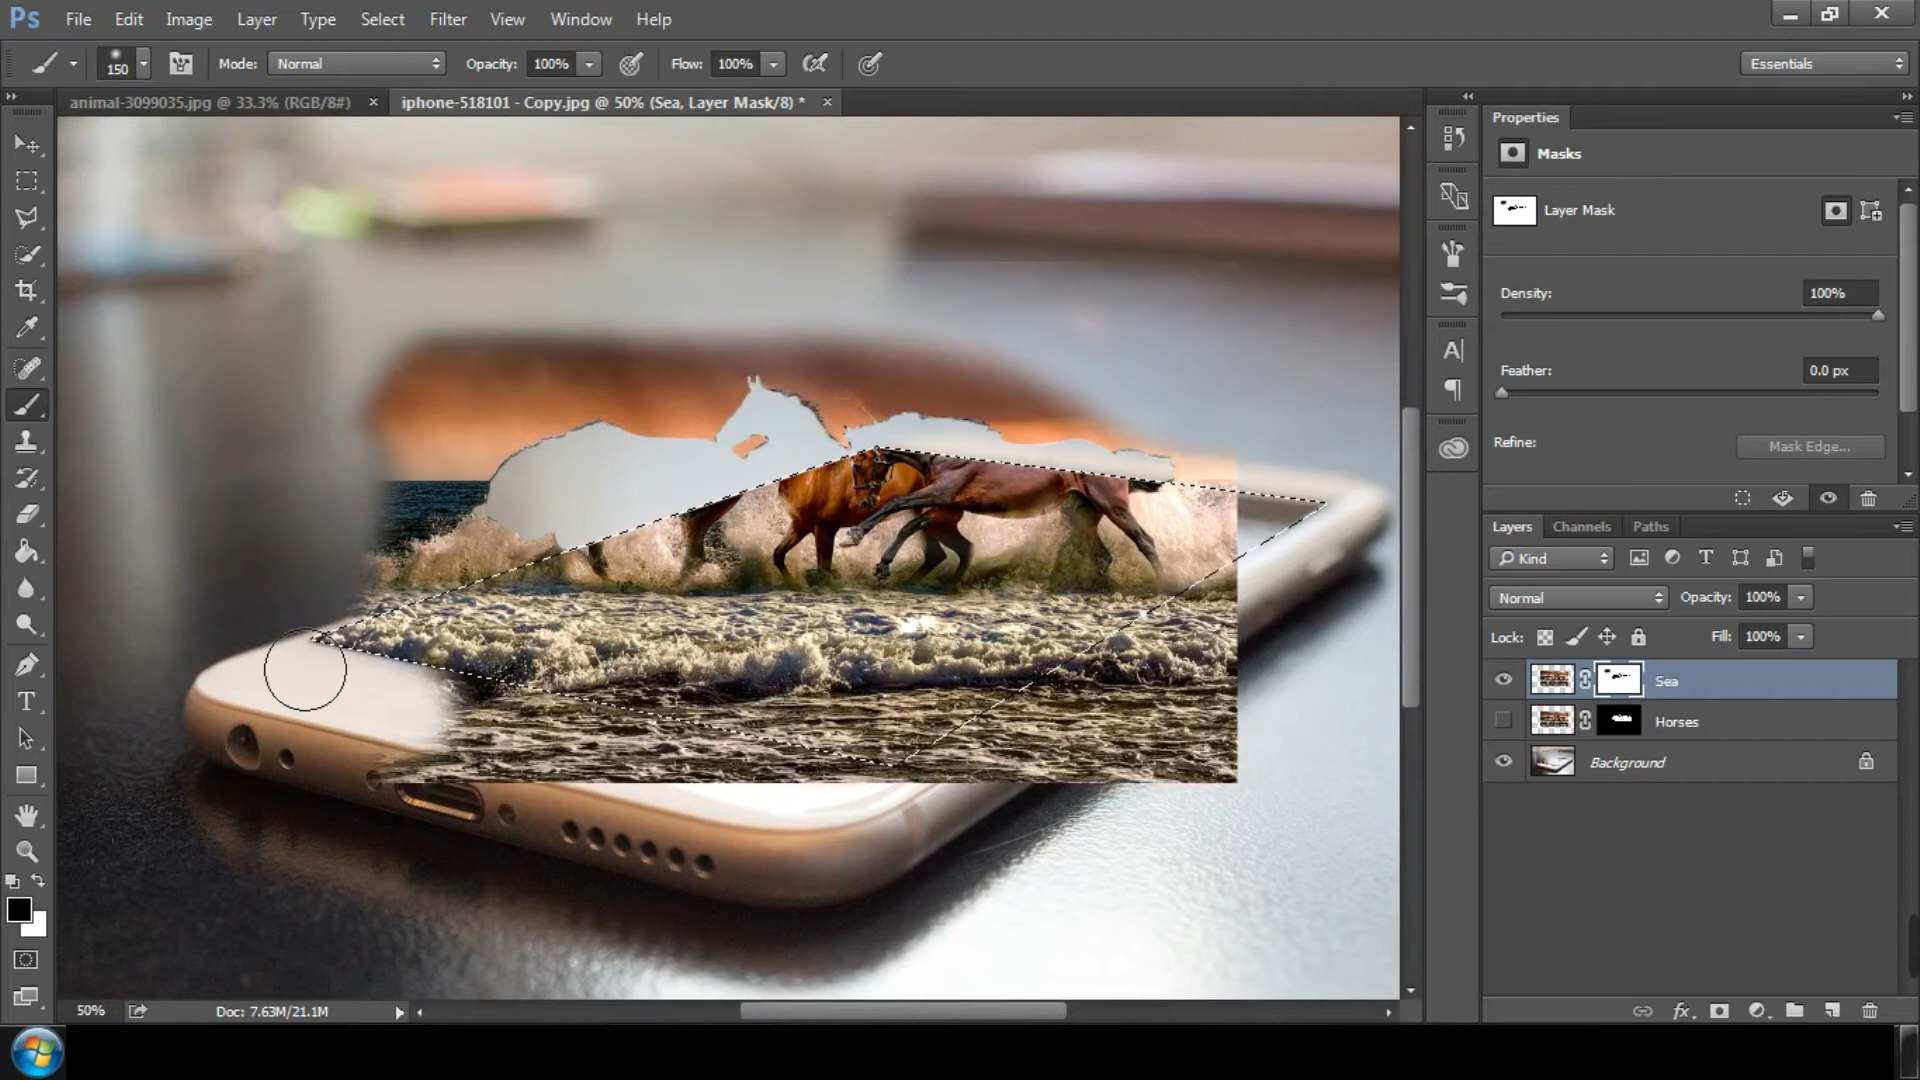 Ps File Edit Image Layer Type Select Filter View Window Help
150 Mode: Normal Opacity: 100% Flow: 100% Essentials
animal-3099035.jpg @ 33.3% (RGB/8#) × iphone-518101 - Copy.jpg @ 50% (Sea, Layer Mask/8) * ×
Properties
Masks
Layer Mask
Density: 100%
Feather: 0.0 px
Refine: Mask Edge...
Layers Channels Paths
Kind
Normal Opacity: 100%
Lock: Fill: 100%
Sea
Horses
Background
50% Doc: 7.63M/21.1M